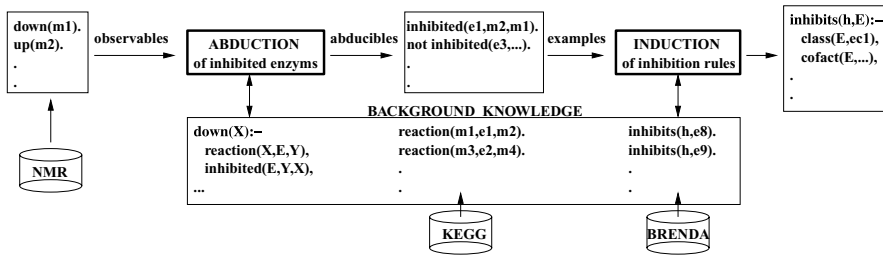 down(m1).
up(m2).
.
.
observables
ABDUCTION
of inhibited enzyms
abducibles
inhibited(e1,m2,m1).
not inhibited(e3,...).
.
.
examples
INDUCTION
of inhibition rules
inhibits(h,E):–
class(E,ec1),
cofact(E,...),
.
.
BACKGROUND KNOWLEDGE
down(X):–
reaction(X,E,Y),
inhibited(E,Y,X),
...
reaction(m1,e1,m2).
reaction(m3,e2,m4).
.
.
inhibits(h,e8).
inhibits(h,e9).
.
.
NMR
KEGG
BRENDA